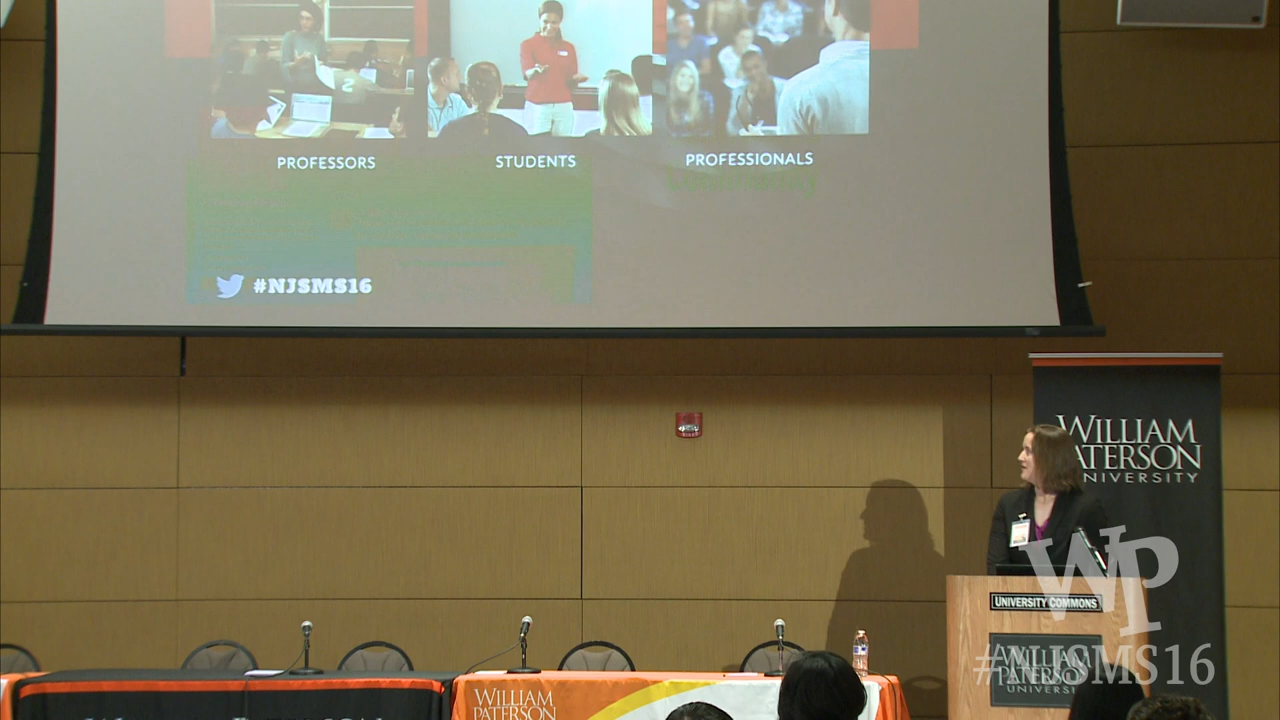 PROFESSORS
STUDENTS
PROFESSIONALS
#NJSMS16
WILLIAM
PATERSON
UNIVERSITY
WP
UNIVERSITY COMMONS
WILLIAM
PATERSON
UNIVERSITY
#NJSMS16
WILLIAM
PATERSON